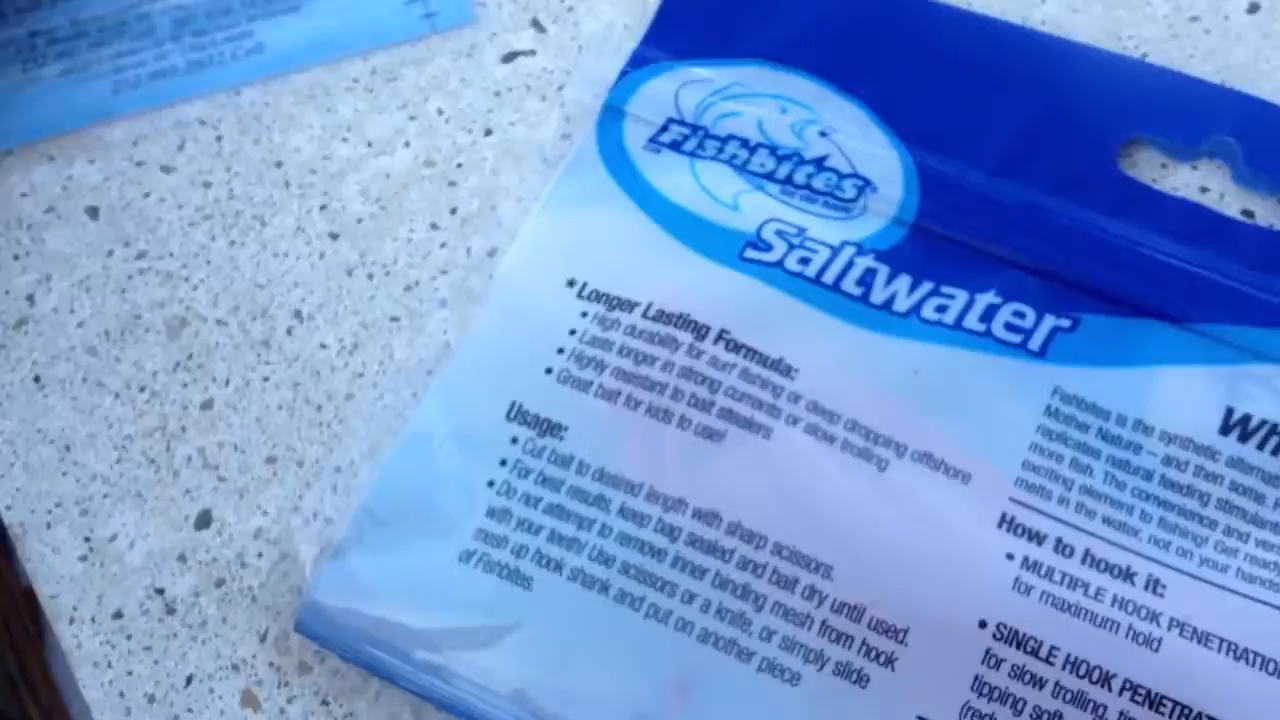 Fishbites
Saltwater
*Longer Lasting Formula:
• High durability for surf fishing or deep dropping offshore
• Lasts longer in strong currents or slow trolling
• Highly resistant to bait stealers
• Great bait for kids to use!
Usage:
• Cut bait to desired length with sharp scissors.
• For best results, keep bag sealed and bait dry until used.
• Do not attempt to remove inner binding mesh from hook
with your teeth! Use scissors or a knife, or simply slide
mesh up hook shank and put on another piece
of Fishbites.
Wh
Fishbites is the synthetic alterna
Mother Nature – and then some.
replicates natural feeding stimulan
more fish. The convenience and ver
exciting element to fishing! Get ready
melts in the water, not on your hands
How to hook it:
• MULTIPLE HOOK PENETRATIO
for maximum hold
• SINGLE HOOK PENETRA
for slow trolling,
tipping soft